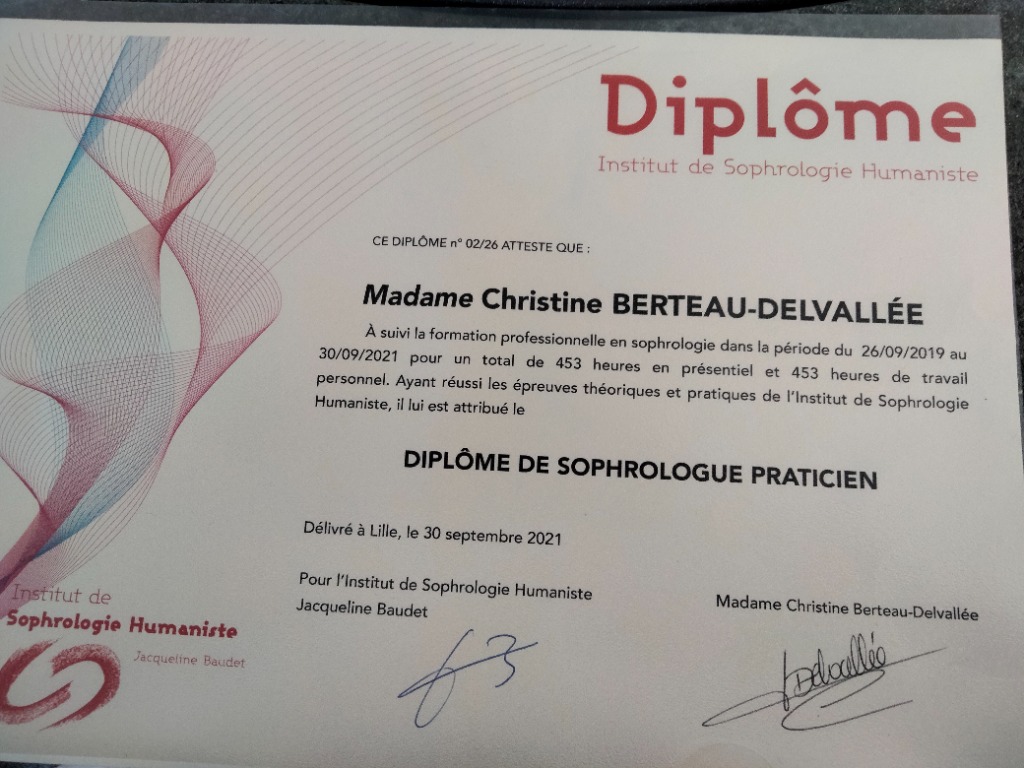 Diplôme
Institut de Sophrologie Humaniste
CE DIPLÔME n° 02/26 ATTESTE QUE :
Madame Christine BERTEAU-DELVALLÉE
À suivi la formation professionnelle en sophrologie dans la période du 26/09/2019 au
30/09/2021 pour un total de 453 heures en présentiel et 453 heures de travail
personnel. Ayant réussi les épreuves théoriques et pratiques de l'Institut de Sophrologie
Humaniste, il lui est attribué le
DIPLÔME DE SOPHROLOGUE PRATICIEN
Délivré à Lille, le 30 septembre 2021
Pour l'Institut de Sophrologie Humaniste
Jacqueline Baudet
Madame Christine Berteau-Delvallée
Delvallée
Institut de
Sophrologie Humaniste
Jacqueline Baudet